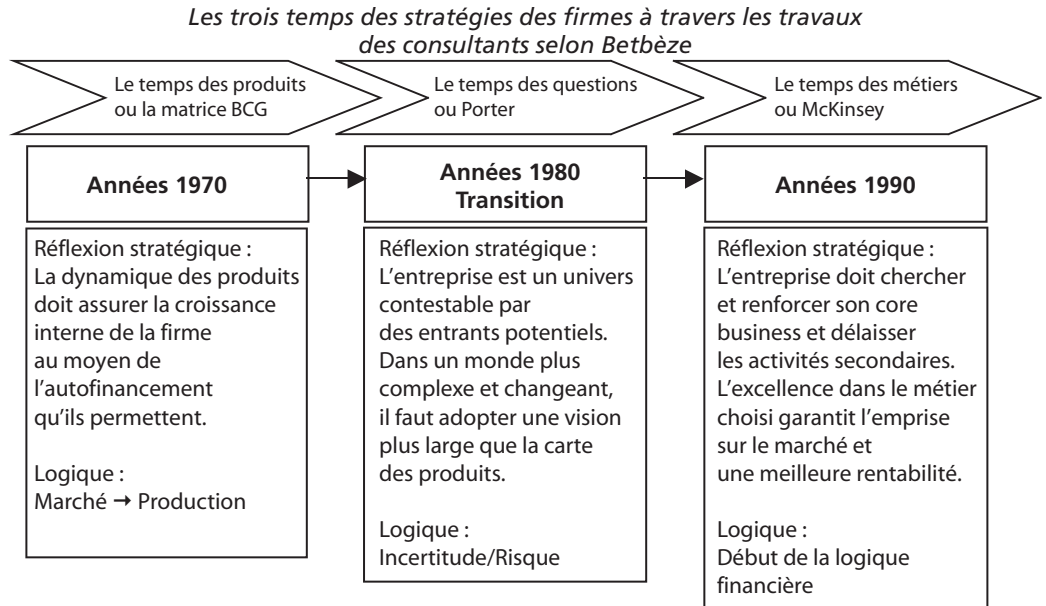 Les trois temps des stratégies des firmes à travers les travaux
des consultants selon Betbèze
Le temps des produits
ou la matrice BCG
Le temps des questions
ou Porter
Le temps des métiers
ou McKinsey
Années 1970
Années 1980
Transition
Années 1990
Réflexion stratégique :
La dynamique des produits
doit assurer la croissance
interne de la firme
au moyen de
l'autofinancement
qu'ils permettent.
Logique :
Marché → Production
Réflexion stratégique :
L'entreprise est un univers
contestable par
des entrants potentiels.
Dans un monde plus
complexe et changeant,
il faut adopter une vision
plus large que la carte
des produits.
Logique :
Incertitude/Risque
Réflexion stratégique :
L'entreprise doit chercher
et renforcer son core
business et délaisser
les activités secondaires.
L'excellence dans le métier
choisi garantit l'emprise
sur le marché et
une meilleure rentabilité.
Logique :
Début de la logique
financière